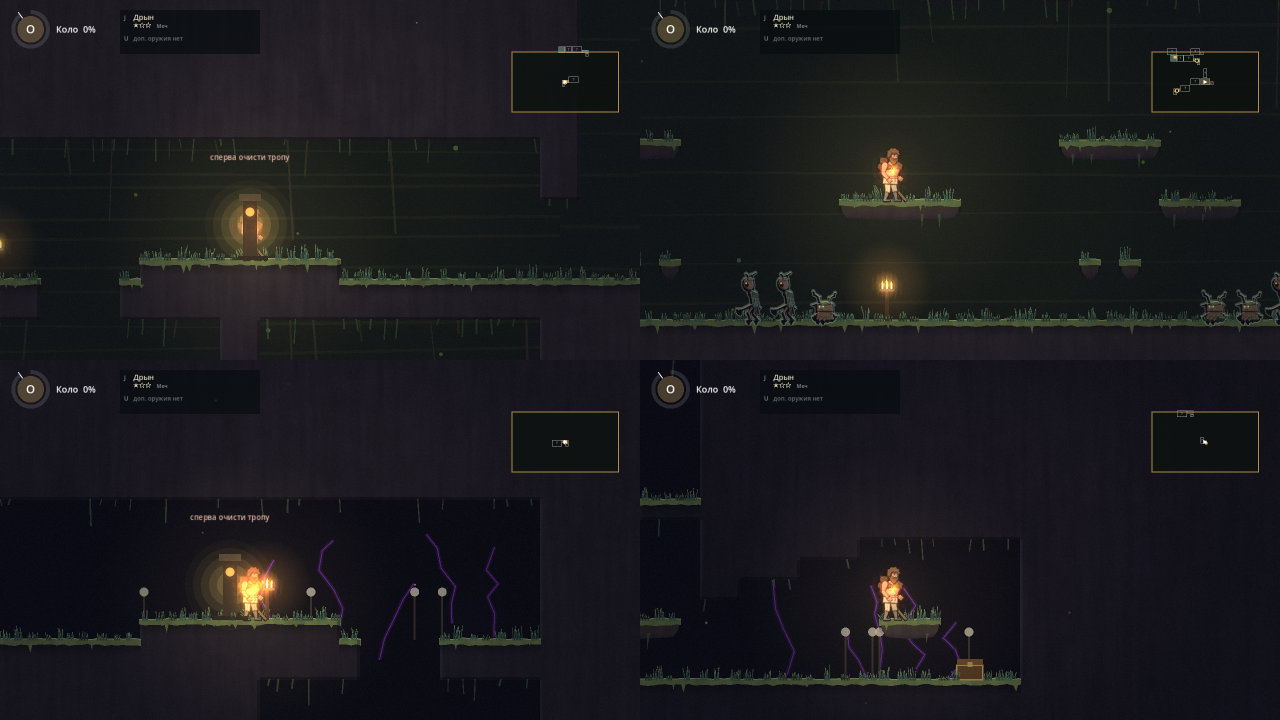 O Коло 0%
J Дрын
★☆☆ Меч
U доп. оружия нет
сперва очисти тропу
O Коло 0%
J Дрын
★☆☆ Меч
U доп. оружия нет
O Коло 0%
J Дрын
★☆☆ Меч
U доп. оружия нет
сперва очисти тропу
O Коло 0%
J Дрын
★☆☆ Меч
U доп. оружия нет